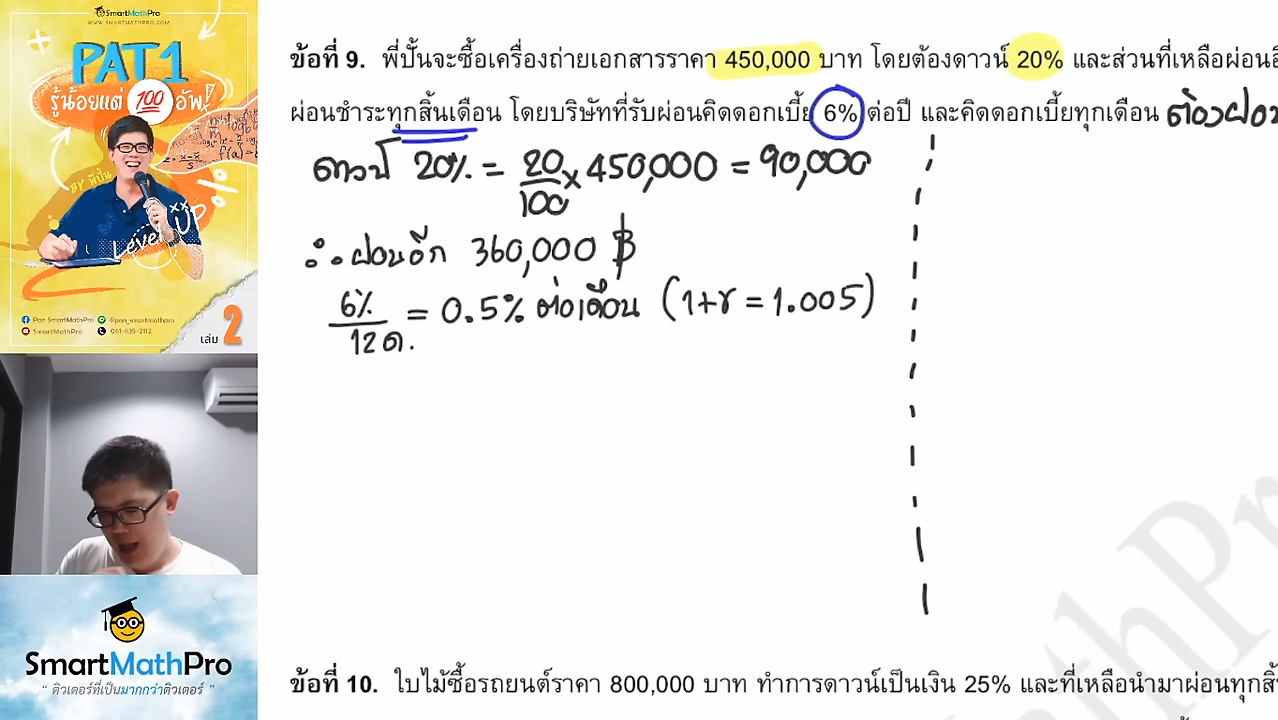 SmartMathPro
WWW.SMARTMATHPRO.COM
PAT1
รู้น้อยแต่ 100 อัพ!
BY พี่ปั้น
Level UP
Pan SmartMathPro @pan_smartmathpro
SmartMathPro 061-835-2112
เล่ม 2
SmartMathPro
“ ติวเตอร์ที่เป็นมากกว่าติวเตอร์ ”
ข้อที่ 9. พี่ปั้นจะซื้อเครื่องถ่ายเอกสารราคา 450,000 บาท โดยต้องดาวน์ 20% และส่วนที่เหลือผ่อนอี
ผ่อนชำระทุกสิ้นเดือน โดยบริษัทที่รับผ่อนคิดดอกเบี้ย 6% ต่อปี และคิดดอกเบี้ยทุกเดือน ต้องผ่อน
ดาวน์ 20% = 20/100 × 450,000 = 90,000
∴ ผ่อนอีก 360,000 ฿
6%/12ด. = 0.5% ต่อเดือน (1+r = 1.005)
ข้อที่ 10. ใบไม้ซื้อรถยนต์ราคา 800,000 บาท ทำการดาวน์เป็นเงิน 25% และที่เหลือนำมาผ่อนทุกสิ้